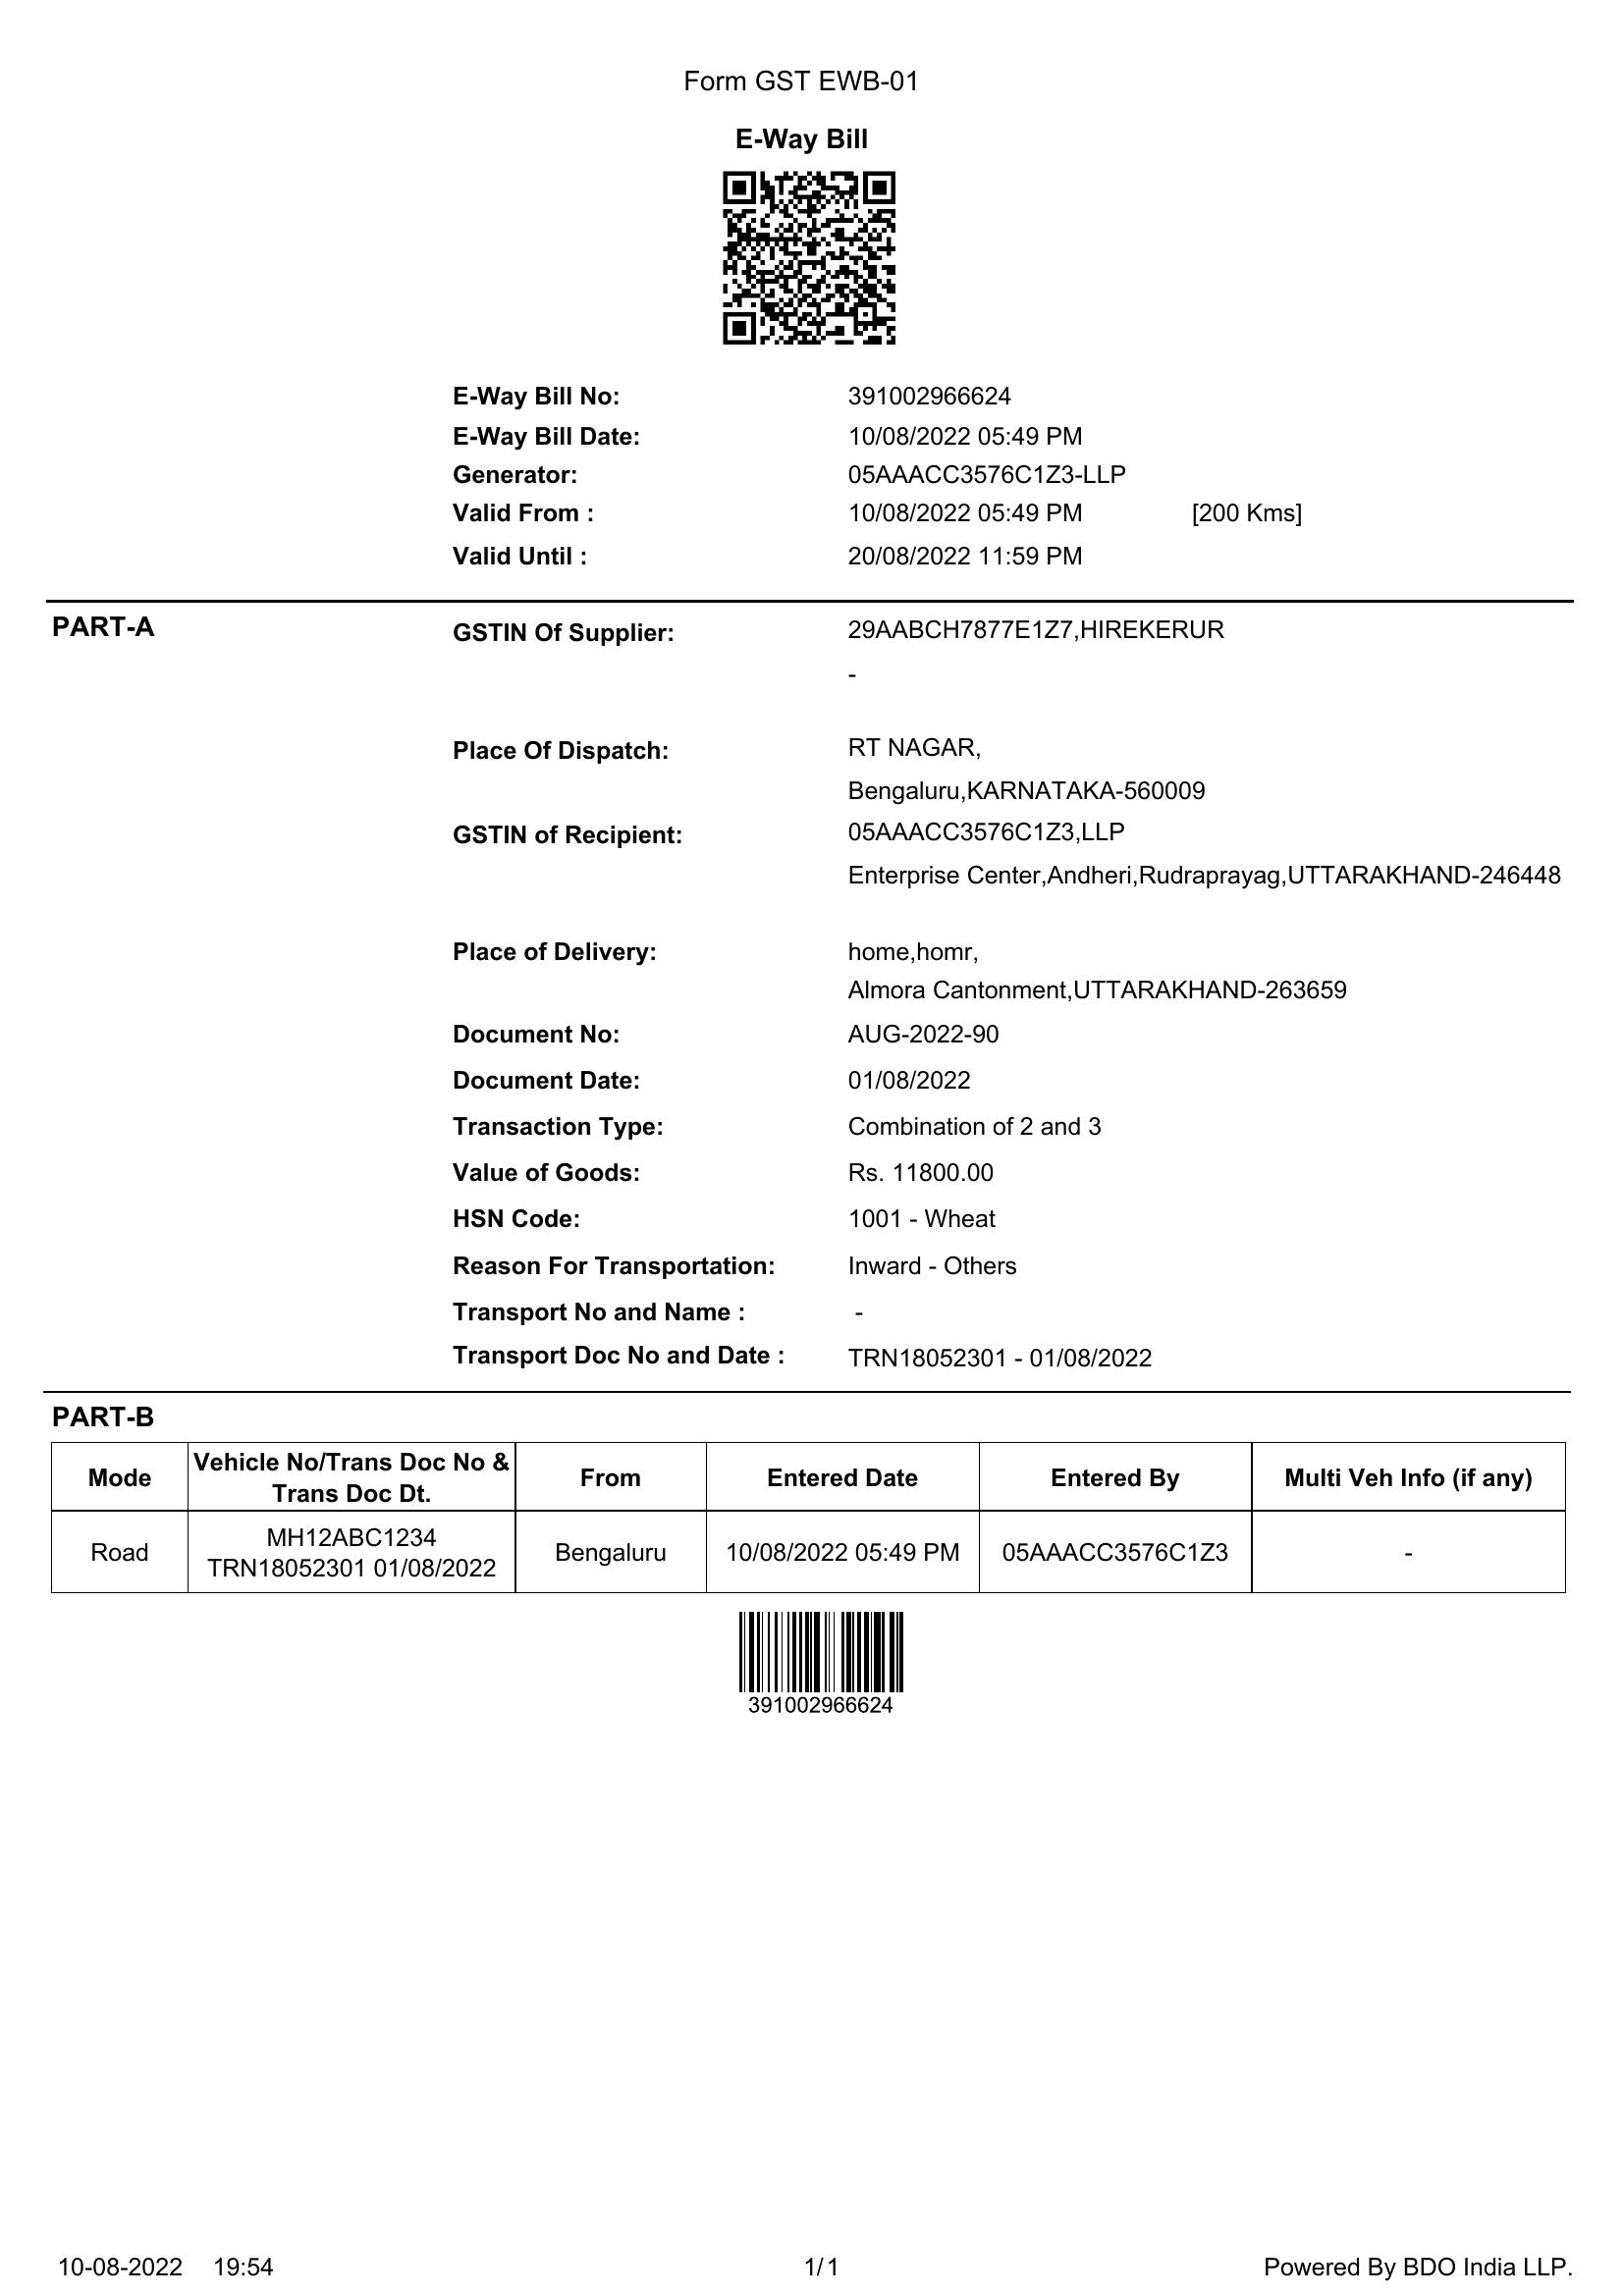 Form GST EWB-01
E-Way Bill
E-Way Bill No: 391002966624
E-Way Bill Date: 10/08/2022 05:49 PM
Generator: 05AAACC3576C1Z3-LLP
Valid From : 10/08/2022 05:49 PM [200 Kms]
Valid Until : 20/08/2022 11:59 PM
PART-A
GSTIN Of Supplier: 29AABCH7877E1Z7,HIREKERUR
-
Place Of Dispatch: RT NAGAR,
Bengaluru,KARNATAKA-560009
GSTIN of Recipient: 05AAACC3576C1Z3,LLP
Enterprise Center,Andheri,Rudraprayag,UTTARAKHAND-246448
Place of Delivery: home,homr,
Almora Cantonment,UTTARAKHAND-263659
Document No: AUG-2022-90
Document Date: 01/08/2022
Transaction Type: Combination of 2 and 3
Value of Goods: Rs. 11800.00
HSN Code: 1001 - Wheat
Reason For Transportation: Inward - Others
Transport No and Name : -
Transport Doc No and Date : TRN18052301 - 01/08/2022
PART-B
Mode Vehicle No/Trans Doc No & Trans Doc Dt. From Entered Date Entered By Multi Veh Info (if any)
Road MH12ABC1234 TRN18052301 01/08/2022 Bengaluru 10/08/2022 05:49 PM 05AAACC3576C1Z3 -
391002966624
10-08-2022 19:54 1/1 Powered By BDO India LLP.